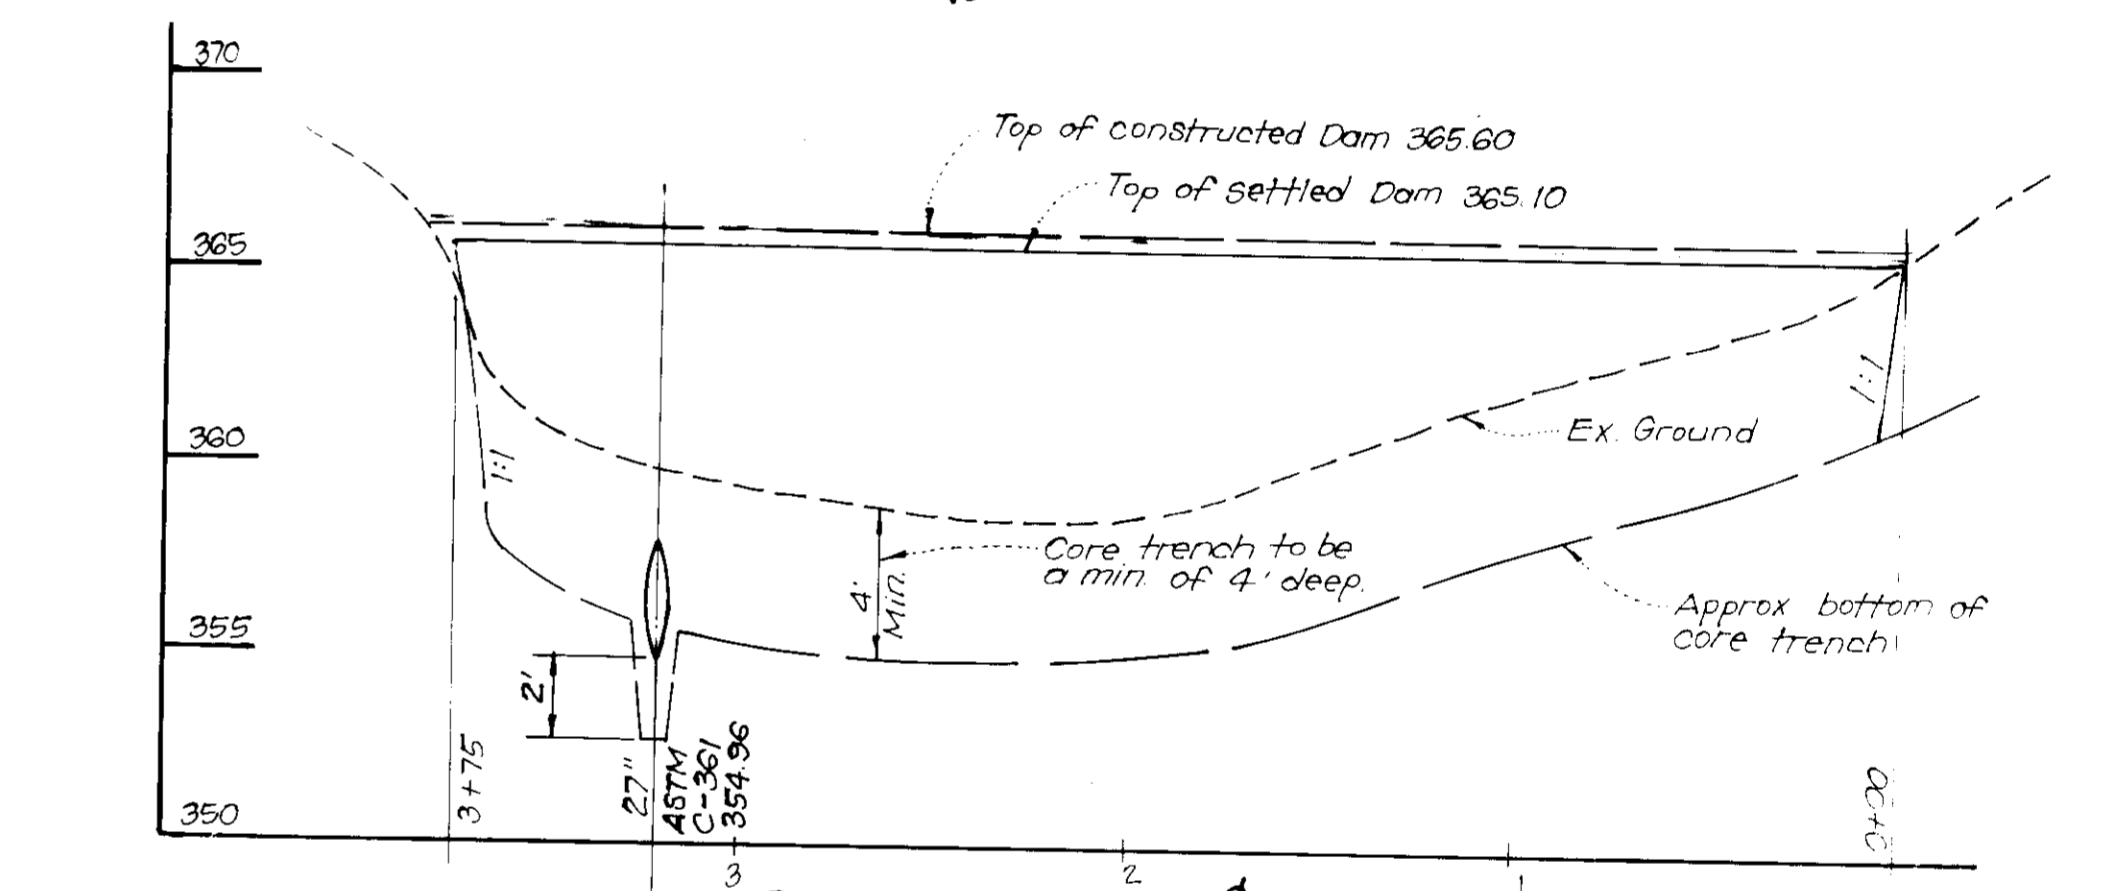 370
Top of constructed Dam 365.60
Top of settled Dam 365.10
365
1:1
360
Ex. Ground
1:1
Core trench to be
a min. of 4' deep.
4'
Min.
Approx bottom of
core trench
355
2'
3+75
27"
ASTM
C-361
354.96
0+00
350
3
2
1